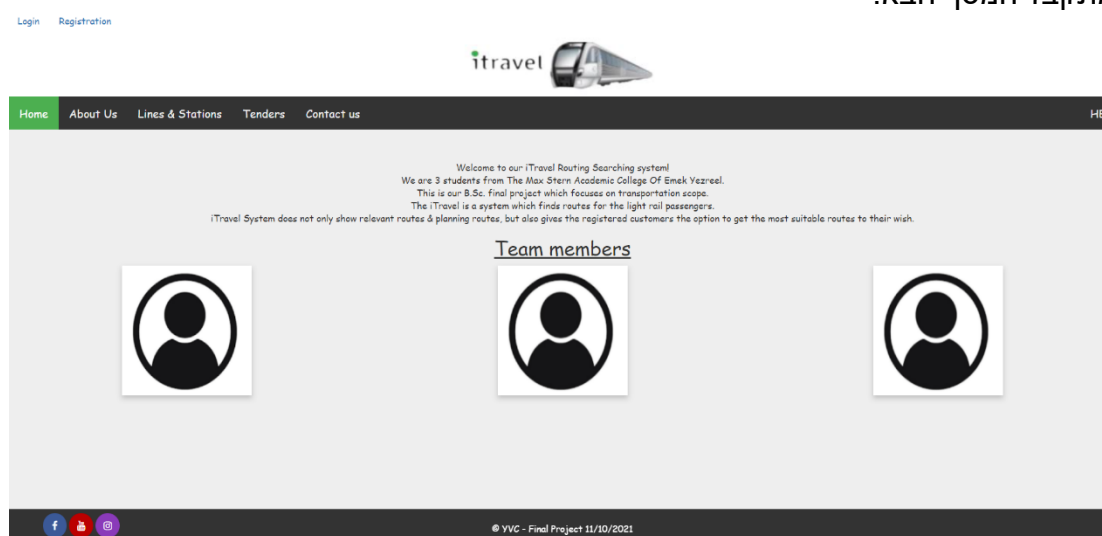 Login Registration
itravel
Home About Us Lines & Stations Tenders Contact us HE
Welcome to our iTravel Routing Searching system!
We are 3 students from The Max Stern Academic College Of Emek Yezreel.
This is our B.Sc. final project which focuses on transportation scope.
The iTravel is a system which finds routes for the light rail passengers.
iTravel System does not only show relevant routes & planning routes, but also gives the registered customers the option to get the most suitable routes to their wish.
Team members
© YVC - Final Project 11/10/2021